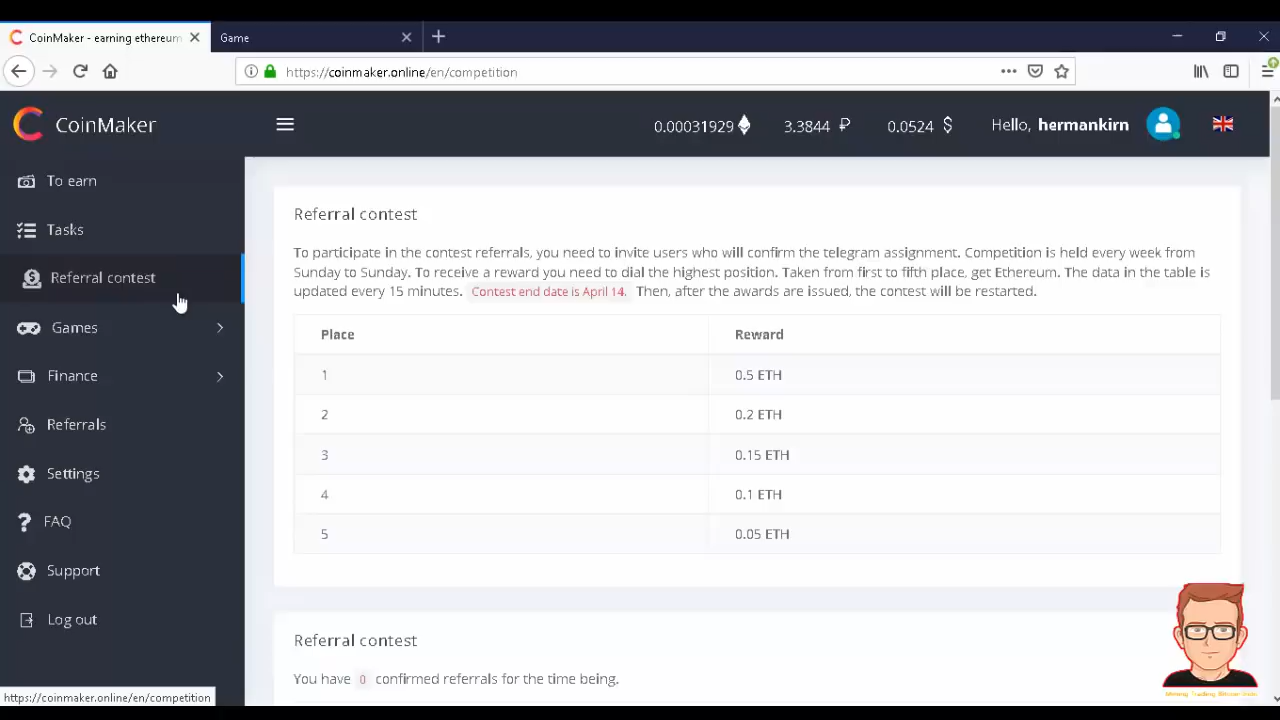 CoinMaker - earning ethereum
Game
https://coinmaker.online/en/competition
CoinMaker
0.00031929
3.3844 ₽
0.0524 $
Hello, hermankirn
To earn
Tasks
Referral contest
Games
Finance
Referrals
Settings
FAQ
Support
Log out
Referral contest
To participate in the contest referrals, you need to invite users who will confirm the telegram assignment. Competition is held every week from
Sunday to Sunday. To receive a reward you need to dial the highest position. Taken from first to fifth place, get Ethereum. The data in the table is
updated every 15 minutes. Contest end date is April 14. Then, after the awards are issued, the contest will be restarted.
Place Reward
1 0.5 ETH
2 0.2 ETH
3 0.15 ETH
4 0.1 ETH
5 0.05 ETH
Referral contest
You have 0 confirmed referrals for the time being.
https://coinmaker.online/en/competition